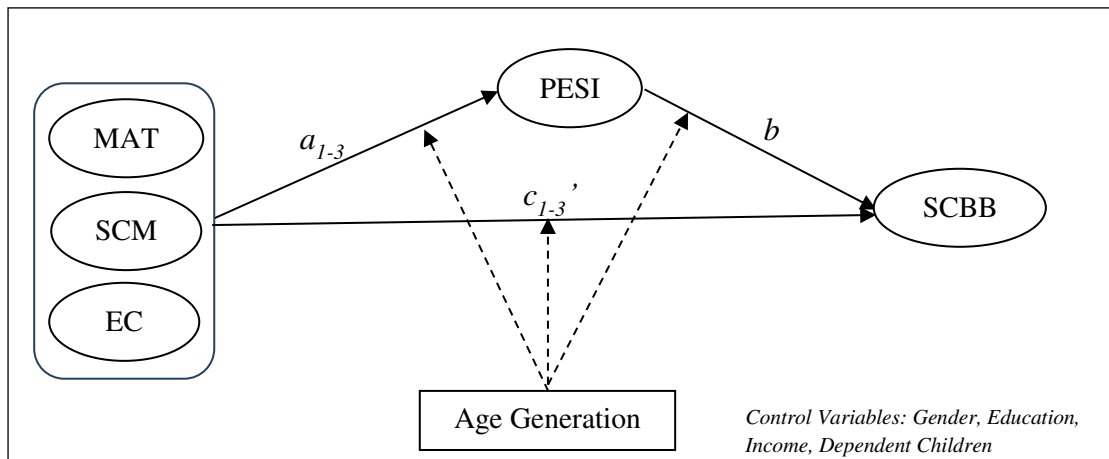 PESI
MAT
a1-3
b
SCM
c1-3’
SCBB
EC
Age Generation
Control Variables: Gender, Education,
Income, Dependent Children